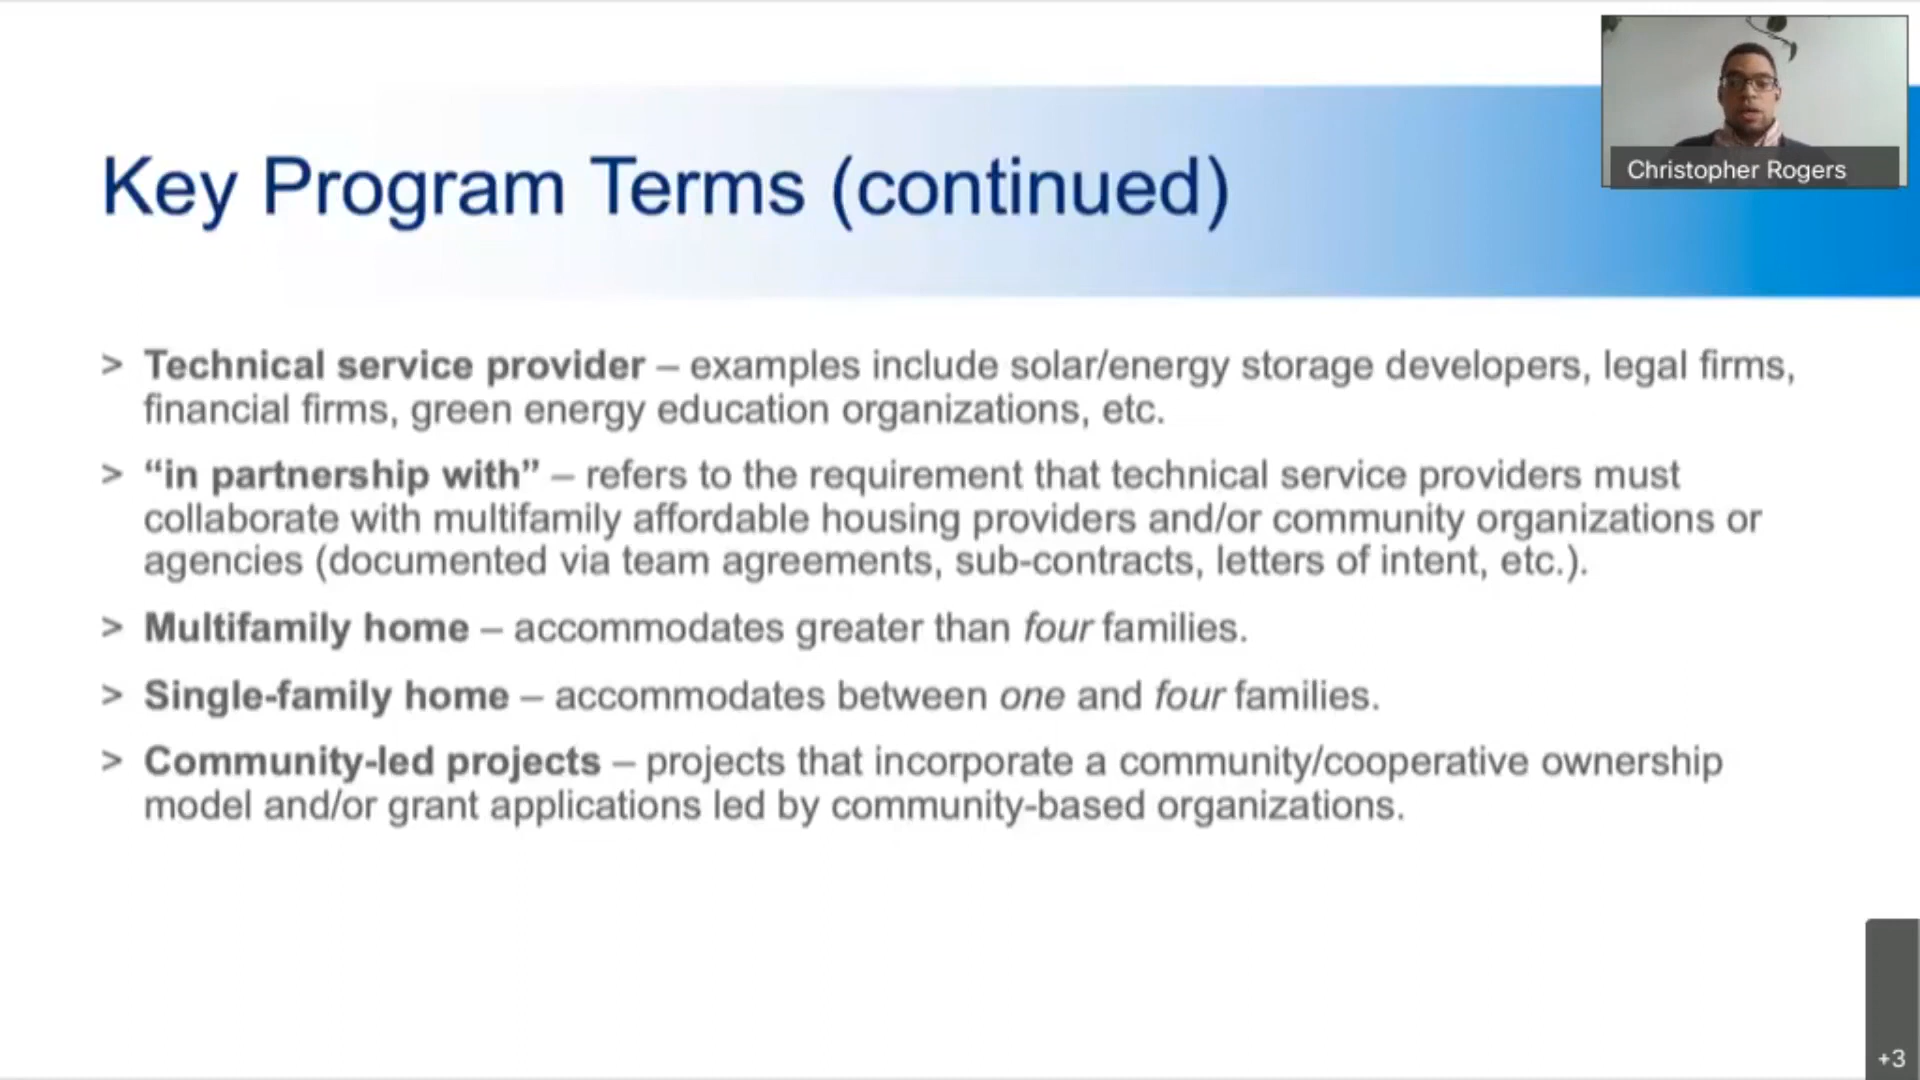 Christopher Rogers
Key Program Terms (continued)
> Technical service provider – examples include solar/energy storage developers, legal firms,
financial firms, green energy education organizations, etc.
> “in partnership with” – refers to the requirement that technical service providers must
collaborate with multifamily affordable housing providers and/or community organizations or
agencies (documented via team agreements, sub-contracts, letters of intent, etc.).
> Multifamily home – accommodates greater than four families.
> Single-family home – accommodates between one and four families.
> Community-led projects – projects that incorporate a community/cooperative ownership
model and/or grant applications led by community-based organizations.
+3